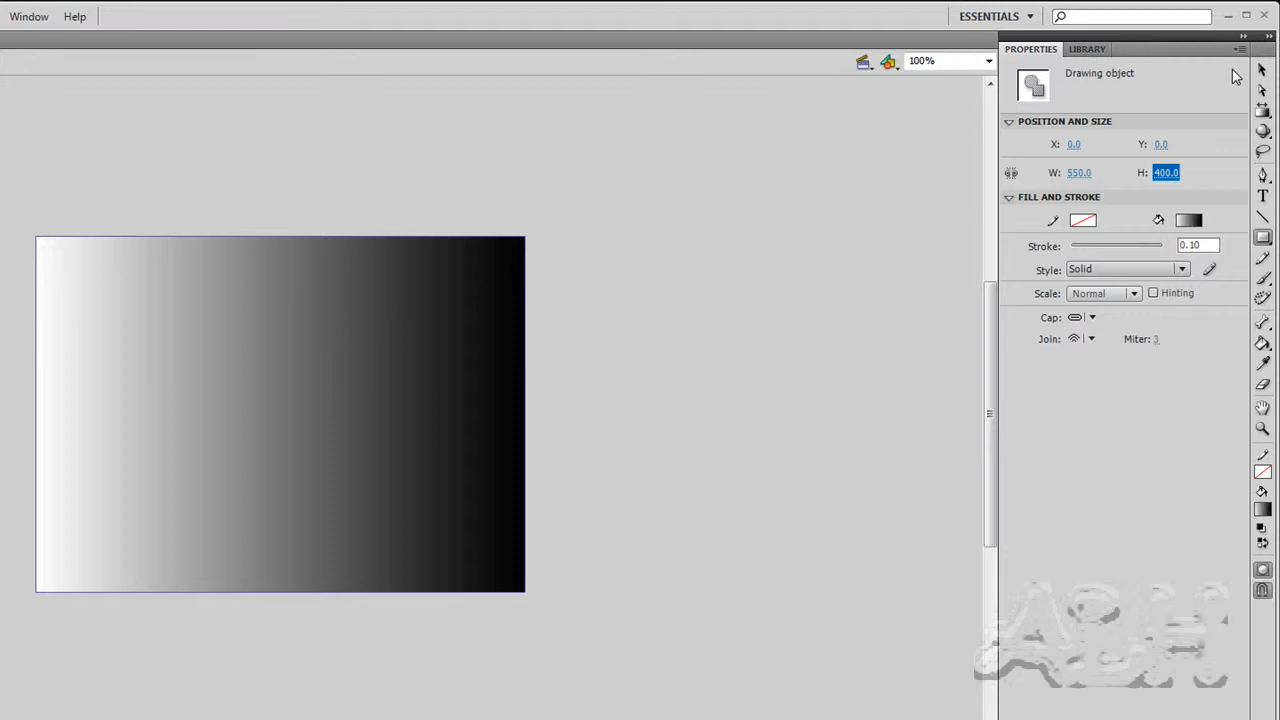 Window Help ESSENTIALS
100%
PROPERTIES LIBRARY
Drawing object
POSITION AND SIZE
X: 0.0 Y: 0.0
W: 550.0 H: 400.0
FILL AND STROKE
Stroke: 0.10
Style: Solid
Scale: Normal Hinting
Cap:
Join: Miter: 3